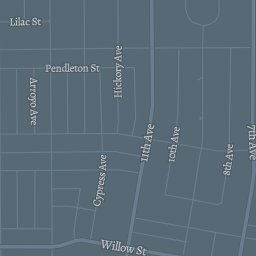 Lilac St
Hickory Ave
Pendleton St
Arroyo Ave
11th Ave
10th Ave
7th Ave
8th Ave
Cypress Ave
Willow St